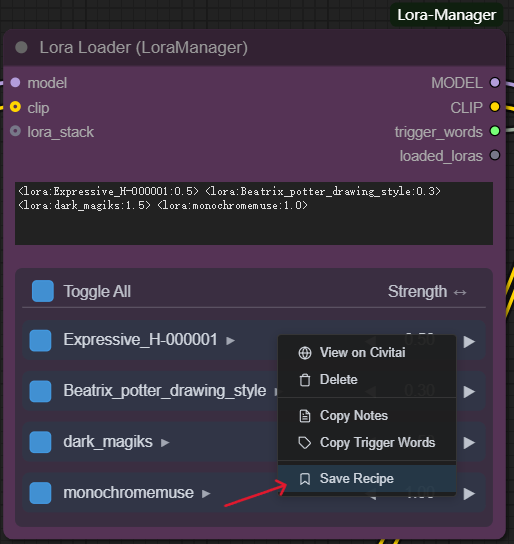 Lora-Manager
Lora Loader (LoraManager)
model
MODEL
clip
CLIP
lora_stack
trigger_words
loaded_loras
<lora:Expressive_H-000001:0.5> <lora:Beatrix_potter_drawing_style:0.3>
<lora:dark_magiks:1.5> <lora:monochromemuse:1.0>
Toggle All
Strength ↔
Expressive_H-000001
0.50
Beatrix_potter_drawing_style
0.30
dark_magiks
monochromemuse
1.00
View on Civitai
Delete
Copy Notes
Copy Trigger Words
Save Recipe